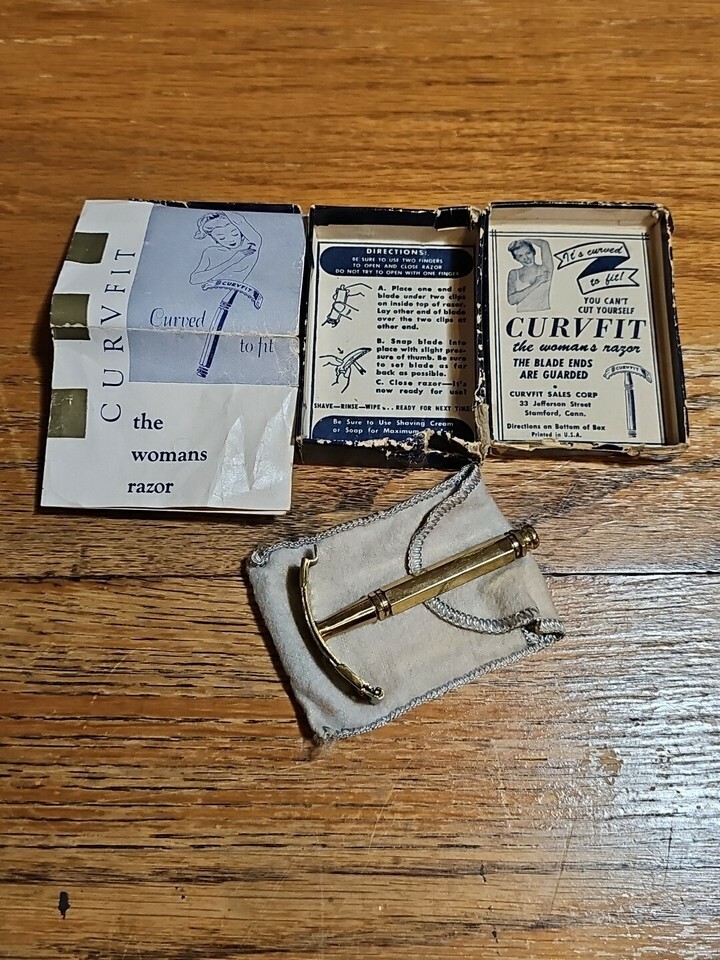 CURVFIT
CURVFIT
Curved
to fit
the
womans
razor
DIRECTIONS:
BE SURE TO USE TWO FINGERS
TO OPEN AND CLOSE RAZOR
DO NOT TRY TO OPEN WITH ONE FINGER
A. Place one end of
blade under two clips
on inside top of razor.
Lay other end of blade
over the two clips at
other end.
B. Snap blade into
place with slight pres-
sure of thumb. Be sure
to set blade as far
back as possible.
C. Close razor—It's
now ready for use!
SHAVE—RINSE—WIPE... READY FOR NEXT TIME
Be Sure to Use Shaving Cream
or Soap for Maximum
It's curved
to fit!
YOU CAN'T
CUT YOURSELF
CURVFIT
the woman's razor
THE BLADE ENDS
ARE GUARDED
CURVFIT
CURVFIT SALES CORP
33 Jefferson Street
Stamford, Conn.
Directions on Bottom of Box
Printed in U.S.A.